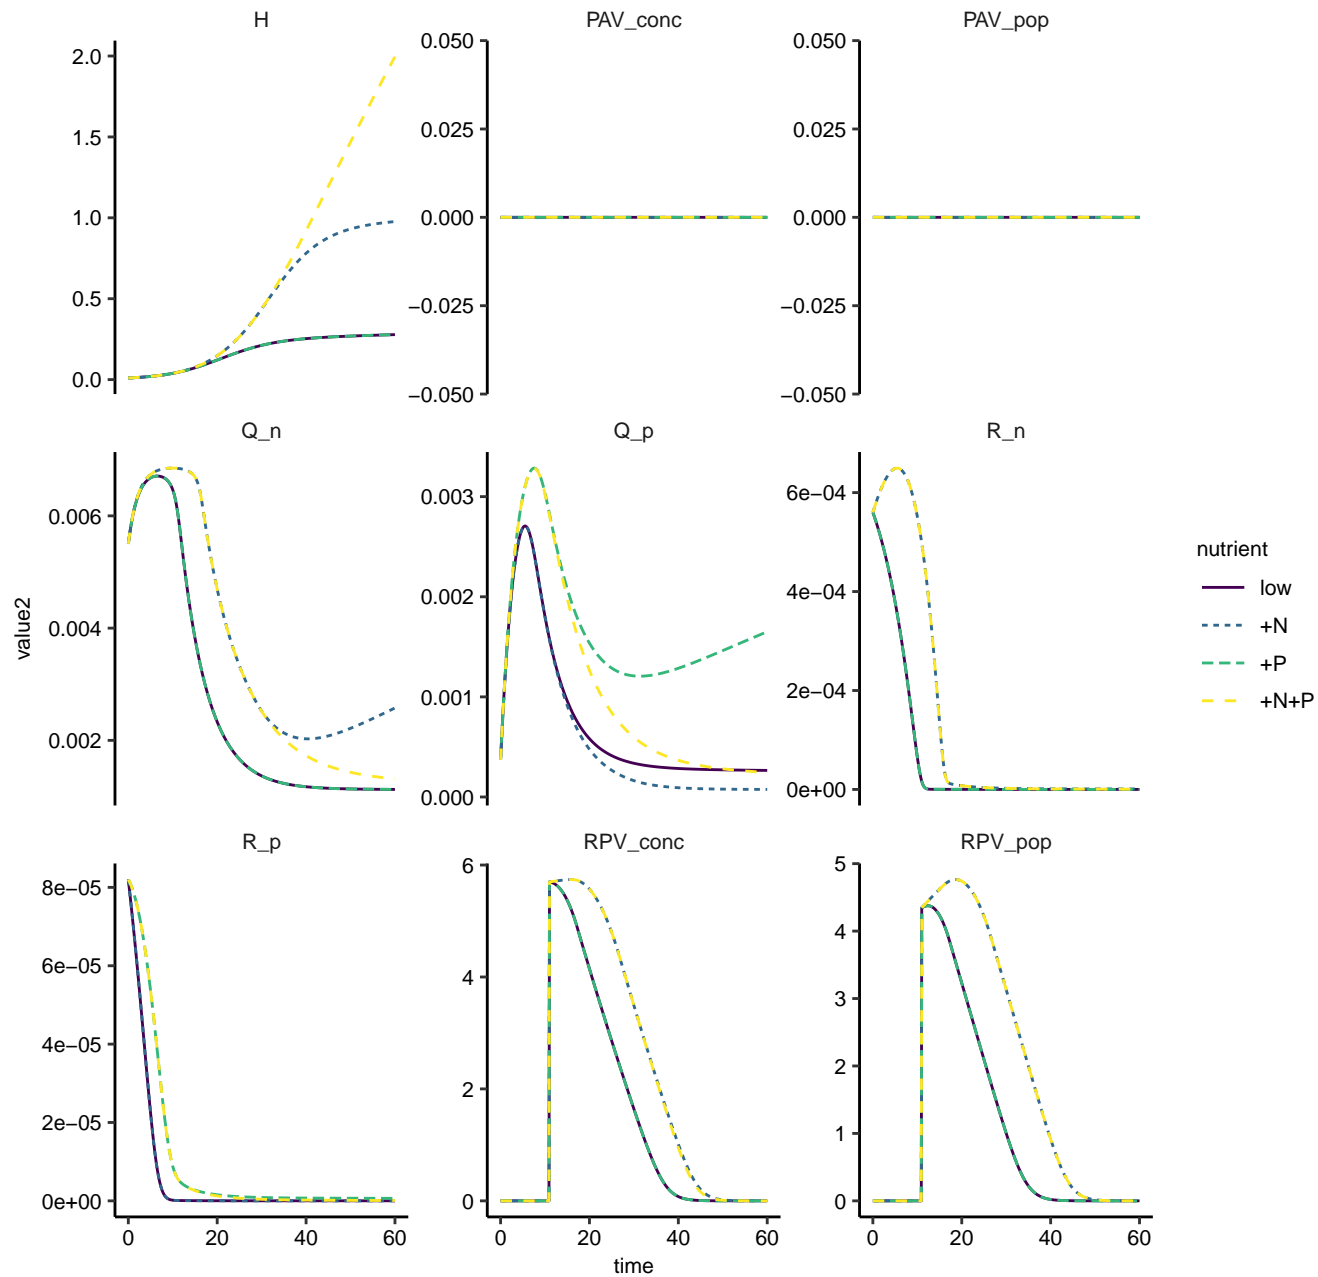 H
PAV_conc
PAV_pop
2.0
1.5
1.0
0.5
0.0
0.050
0.025
0.000
−0.025
−0.050
0.050
0.025
0.000
−0.025
−0.050
Q_n
Q_p
R_n
0.006
0.004
0.002
0.003
0.002
0.001
0.000
6e−04
4e−04
2e−04
0e+00
value2
nutrient
low
+N
+P
+N+P
R_p
RPV_conc
RPV_pop
8e−05
6e−05
4e−05
2e−05
0e+00
6
4
2
0
5
4
3
2
1
0
0 20 40 60
0 20 40 60
0 20 40 60
time